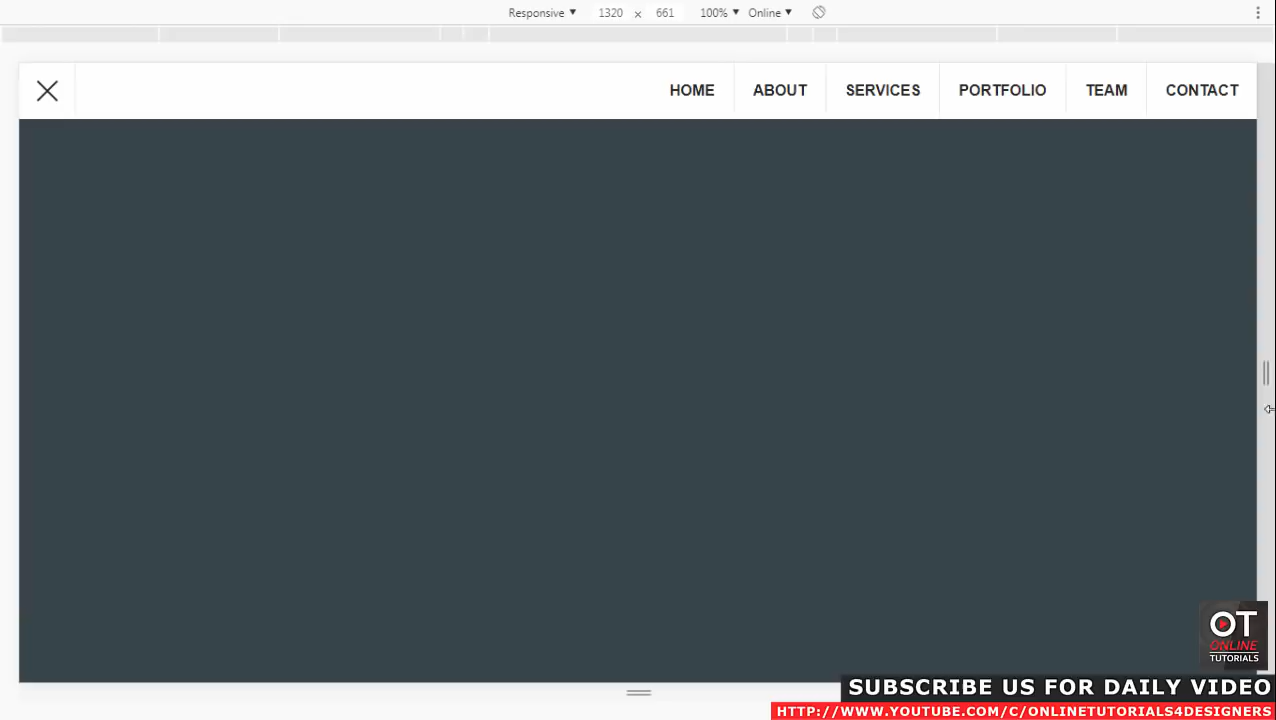 Responsive ▼ 1320 x 661 100% ▼ Online ▼
HOME ABOUT SERVICES PORTFOLIO TEAM CONTACT
OT
ONLINE
TUTORIALS
SUBSCRIBE US FOR DAILY VIDEO
HTTP://WWW.YOUTUBE.COM/C/ONLINETUTORIALS4DESIGNERS